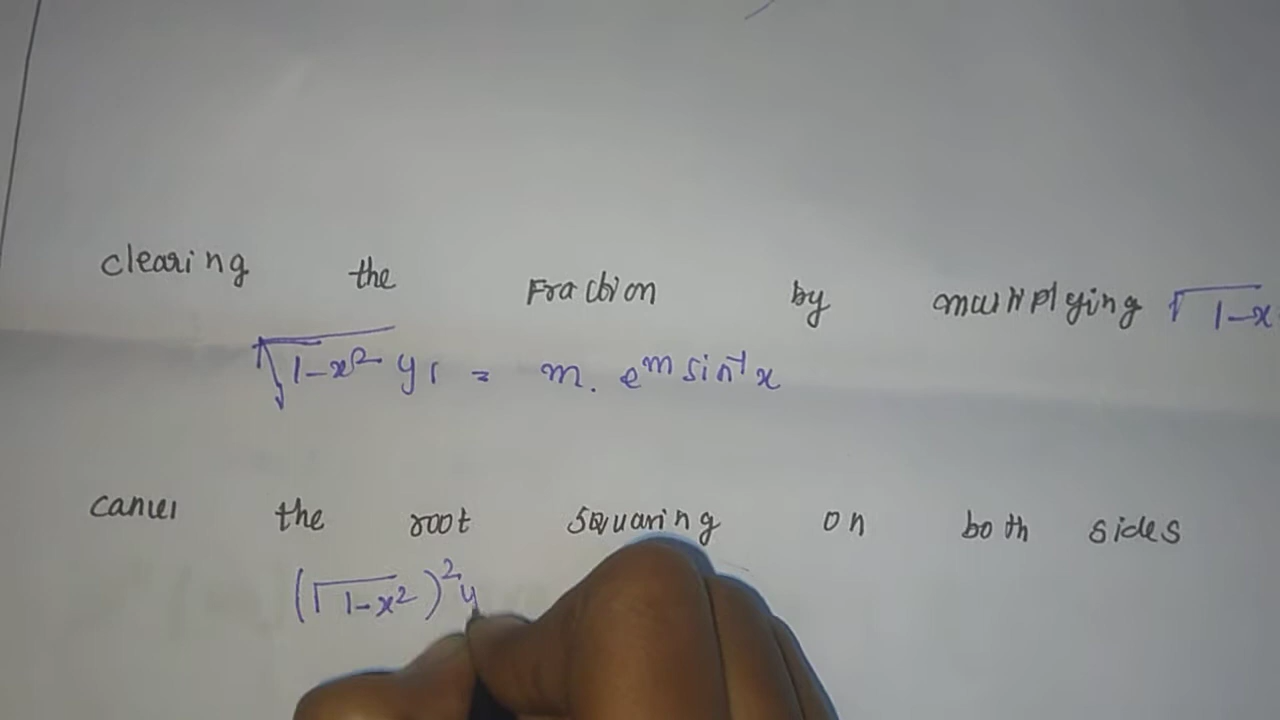 clearing the Fraction by multiplying √1-x
√1-x² y₁ = m. e^m sin⁻¹x
cancel the root squaring on both sides
(√1-x²)²y